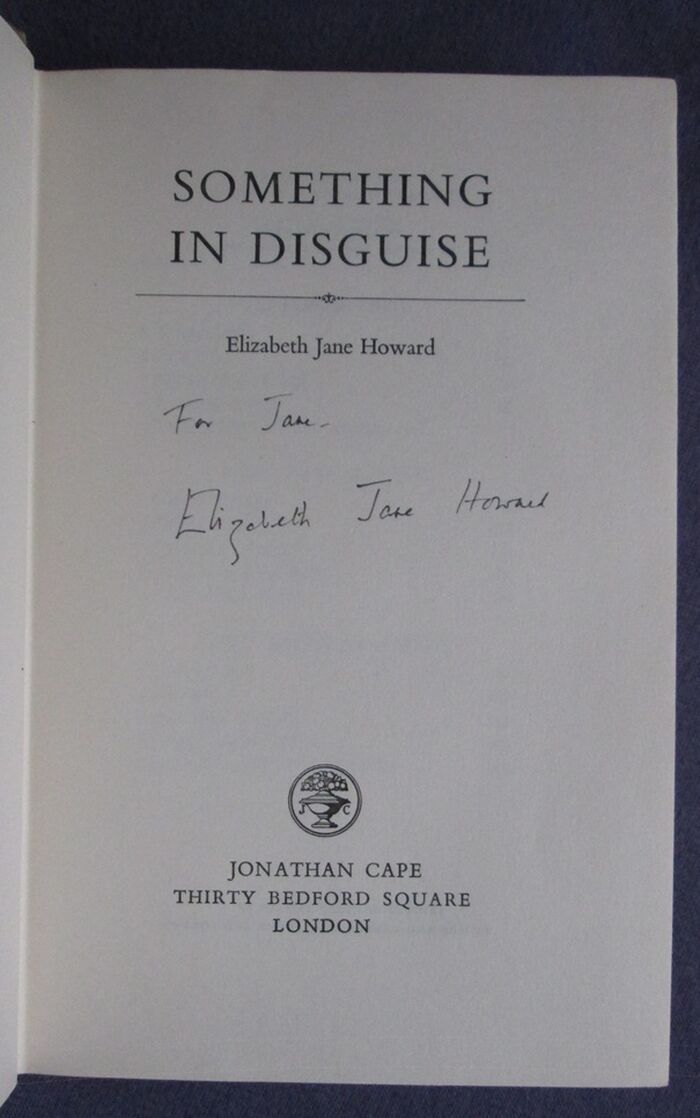 SOMETHING
IN DISGUISE
Elizabeth Jane Howard
For Jane -
Elizabeth Jane Howard
J C
JONATHAN CAPE
THIRTY BEDFORD SQUARE
LONDON